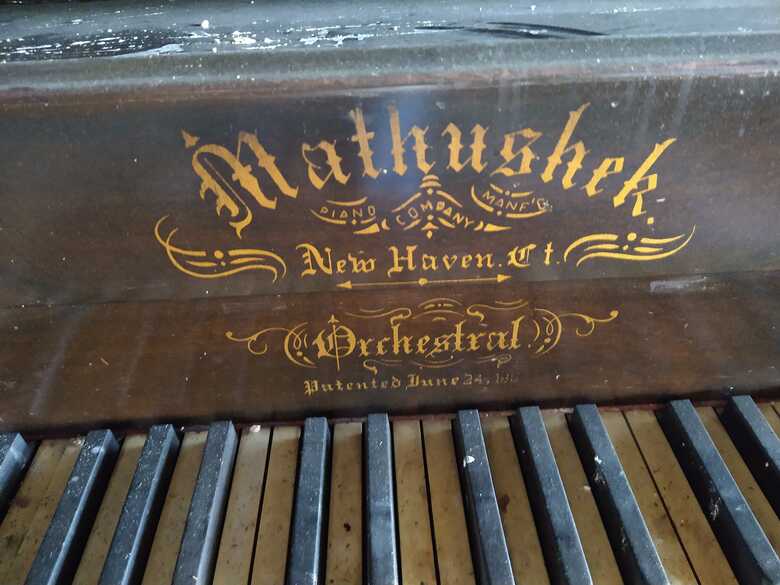 Mathushek.
PIANO COMPANY MANF'G
New Haven. Ct.
Orchestral.
Patented June 24,